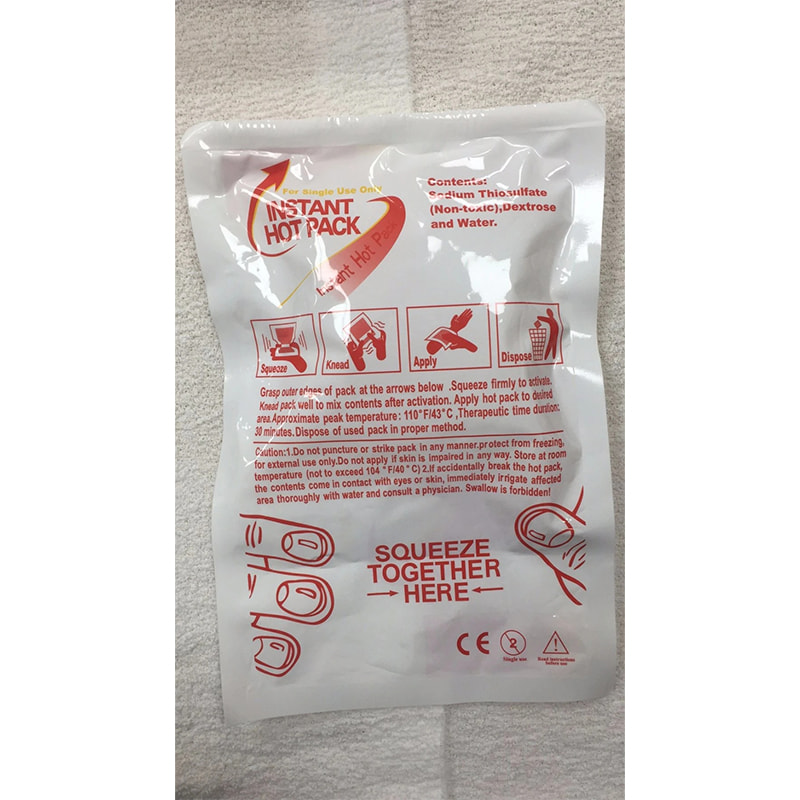 For Single Use Only
INSTANT
HOT PACK
Instant Hot Pack
Contents:
Sodium Thiosulfate
(Non-toxic),Dextrose
and Water.
Squeeze
Knead
Apply
Dispose
Grasp outer edges of pack at the arrows below .Squeeze firmly to activate.
Knead pack well to mix contents after activation. Apply hot pack to desired
area.Approximate peak temperature: 110°F/43°C ,Therapeutic time duration:
30 minutes.Dispose of used pack in proper method.
Caution:1.Do not puncture or strike pack in any manner.protect from freezing,
for external use only.Do not apply if skin is impaired in any way. Store at room
temperature (not to exceed 104 °F/40° C) 2.If accidentally break the hot pack,
the contents come in contact with eyes or skin, immediately irrigate affected
area thoroughly with water and consult a physician. Swallow is forbidden!
SQUEEZE
TOGETHER
→ HERE ←
CE
2
Single use
!
Read instructions
before use